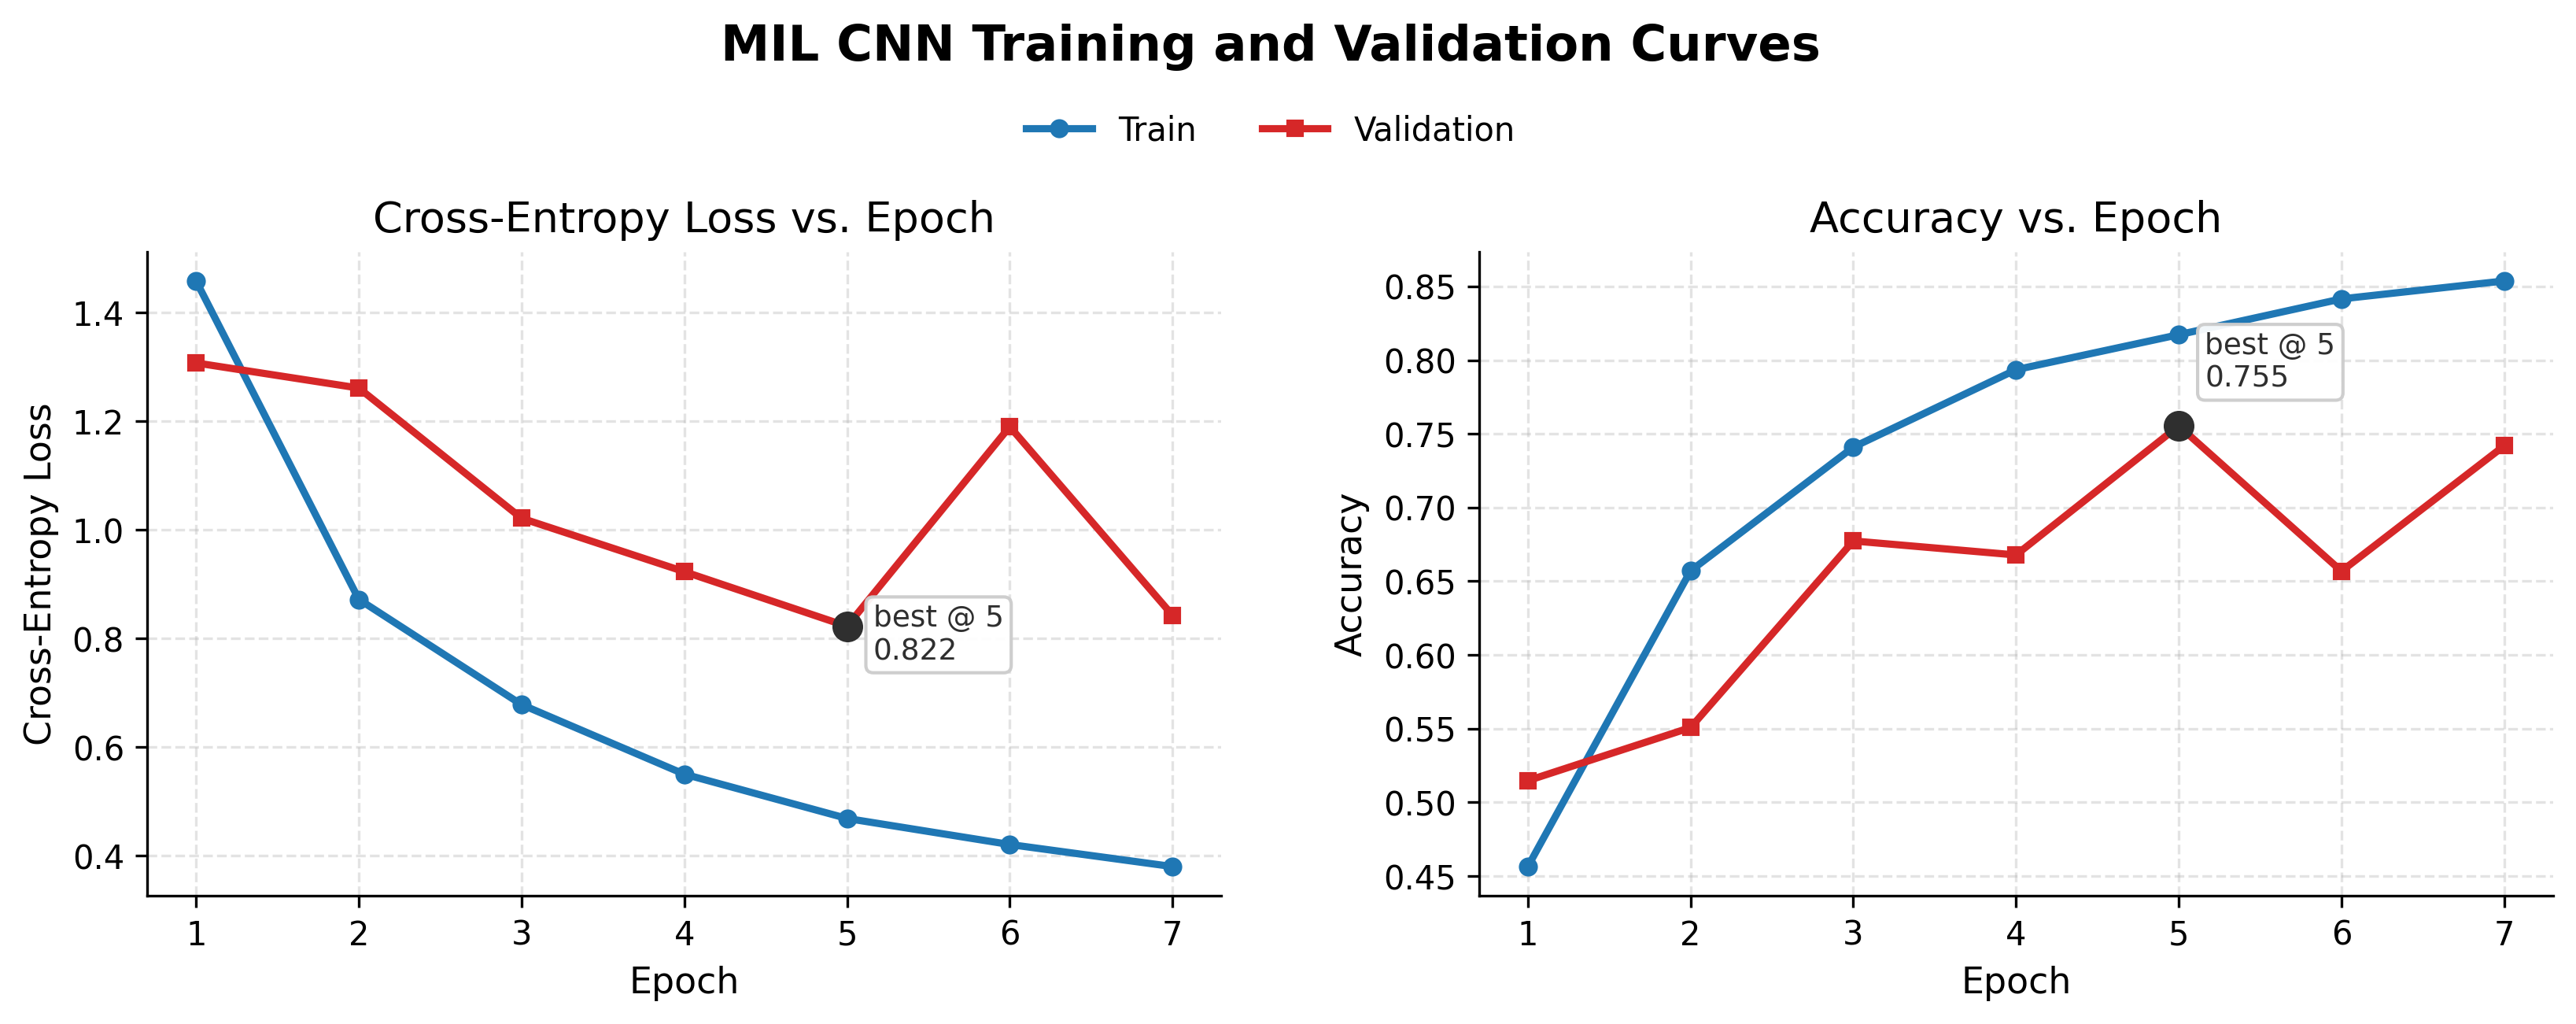 MIL CNN Training and Validation Curves
Train
Validation
Cross-Entropy Loss vs. Epoch
Cross-Entropy Loss
1.4
1.2
1.0
0.8
0.6
0.4
best @ 5
0.822
1
2
3
4
5
6
7
Epoch
Accuracy vs. Epoch
Accuracy
0.85
0.80
0.75
0.70
0.65
0.60
0.55
0.50
0.45
best @ 5
0.755
1
2
3
4
5
6
7
Epoch